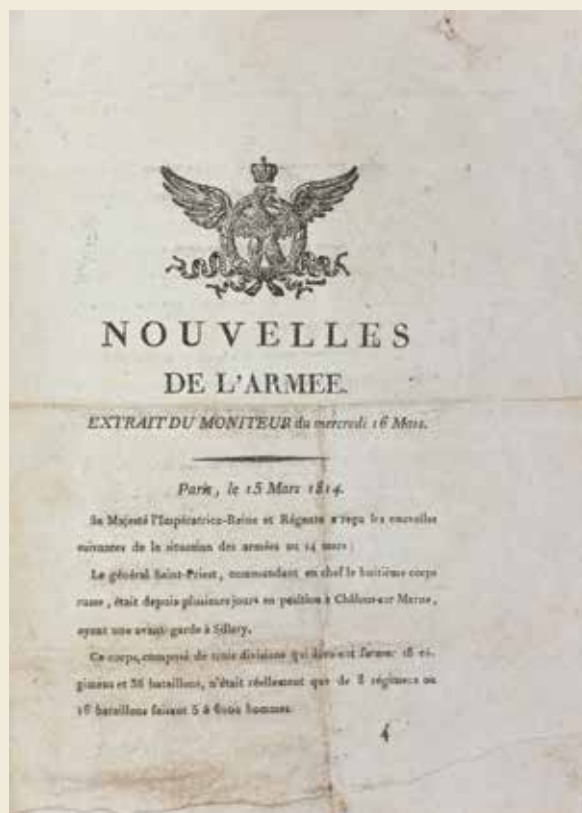 NOUVELLES
DE L'ARMEE.
EXTRAIT DU MONITEUR du mercredi 16 Mars.
Paris, le 15 Mars 1814.
Sa Majesté l'Impératrice-Reine et Régente a reçu les nouvelles
suivantes de la situation des armées au 14 mars :
Le général Saint-Priest, commandant en chef le huitième corps
russe, était depuis plusieurs jours en position à Châlons-sur-Marne,
ayant une avant-garde à Sillery.
Ce corps, composé de trois divisions qui devaient former 18 ré-
gimens et 36 bataillons, n'était réellement que de 8 régimens ou
16 bataillons faisant 5 à 6000 hommes.